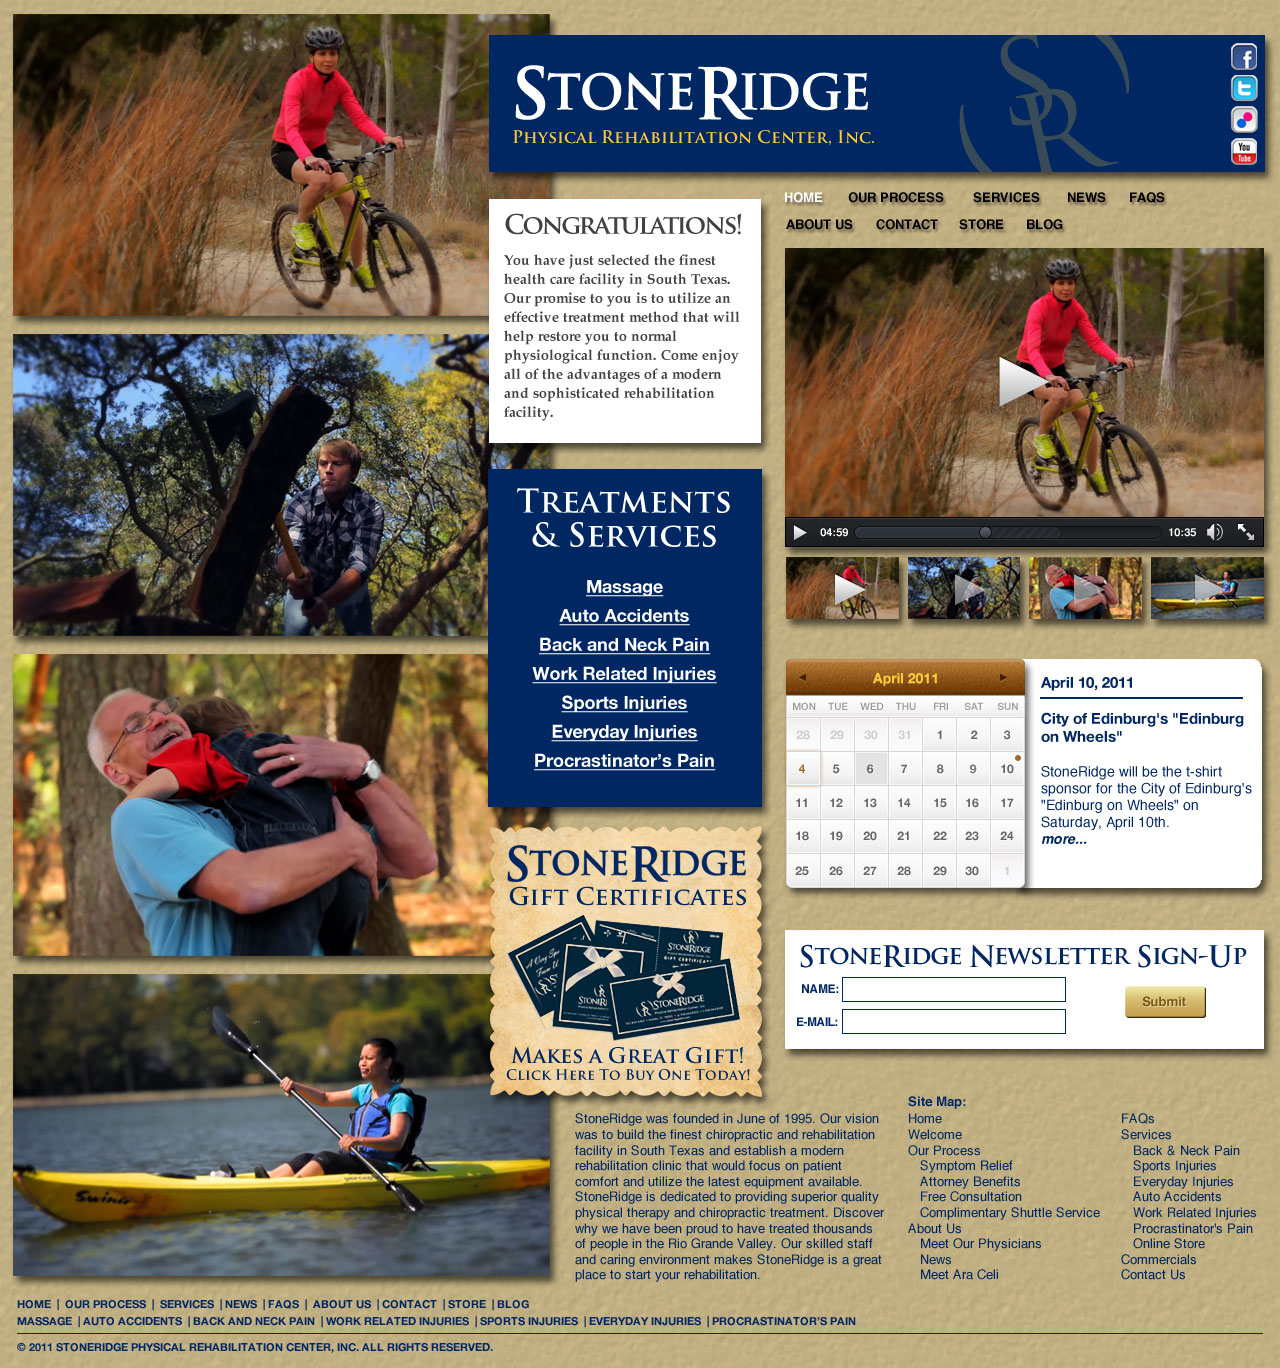 STONERIDGE
PHYSICAL REHABILITATION CENTER, INC.
SR
f
t
You
Tube
HOME OUR PROCESS SERVICES NEWS FAQS
ABOUT US CONTACT STORE BLOG
CONGRATULATIONS!
You have just selected the finest
health care facility in South Texas.
Our promise to you is to utilize an
effective treatment method that will
help restore you to normal
physiological function. Come enjoy
all of the advantages of a modern
and sophisticated rehabilitation
facility.
04:59 10:35
TREATMENTS
& SERVICES
Massage
Auto Accidents
Back and Neck Pain
Work Related Injuries
Sports Injuries
Everyday Injuries
Procrastinator's Pain
April 2011
MON TUE WED THU FRI SAT SUN
28 29 30 31 1 2 3
4 5 6 7 8 9 10
11 12 13 14 15 16 17
18 19 20 21 22 23 24
25 26 27 28 29 30 1
April 10, 2011
City of Edinburg's "Edinburg
on Wheels"
StoneRidge will be the t-shirt
sponsor for the City of Edinburg's
"Edinburg on Wheels" on
Saturday, April 10th.
more...
STONERIDGE
GIFT CERTIFICATES
A Very Special
From Us
STONERIDGE
GIFT CERTIFICATE
STONERIDGE
STONERIDGE
MAKES A GREAT GIFT!
CLICK HERE TO BUY ONE TODAY!
STONERIDGE NEWSLETTER SIGN-UP
NAME:
E-MAIL:
Submit
Swing
StoneRidge was founded in June of 1995. Our vision
was to build the finest chiropractic and rehabilitation
facility in South Texas and establish a modern
rehabilitation clinic that would focus on patient
comfort and utilize the latest equipment available.
StoneRidge is dedicated to providing superior quality
physical therapy and chiropractic treatment. Discover
why we have been proud to have treated thousands
of people in the Rio Grande Valley. Our skilled staff
and caring environment makes StoneRidge is a great
place to start your rehabilitation.
Site Map:
Home
Welcome
Our Process
Symptom Relief
Attorney Benefits
Free Consultation
Complimentary Shuttle Service
About Us
Meet Our Physicians
News
Meet Ara Celi
FAQs
Services
Back & Neck Pain
Sports Injuries
Everyday Injuries
Auto Accidents
Work Related Injuries
Procrastinator's Pain
Online Store
Commercials
Contact Us
HOME | OUR PROCESS | SERVICES | NEWS | FAQS | ABOUT US | CONTACT | STORE | BLOG
MASSAGE | AUTO ACCIDENTS | BACK AND NECK PAIN | WORK RELATED INJURIES | SPORTS INJURIES | EVERYDAY INJURIES | PROCRASTINATOR'S PAIN
© 2011 STONERIDGE PHYSICAL REHABILITATION CENTER, INC. ALL RIGHTS RESERVED.